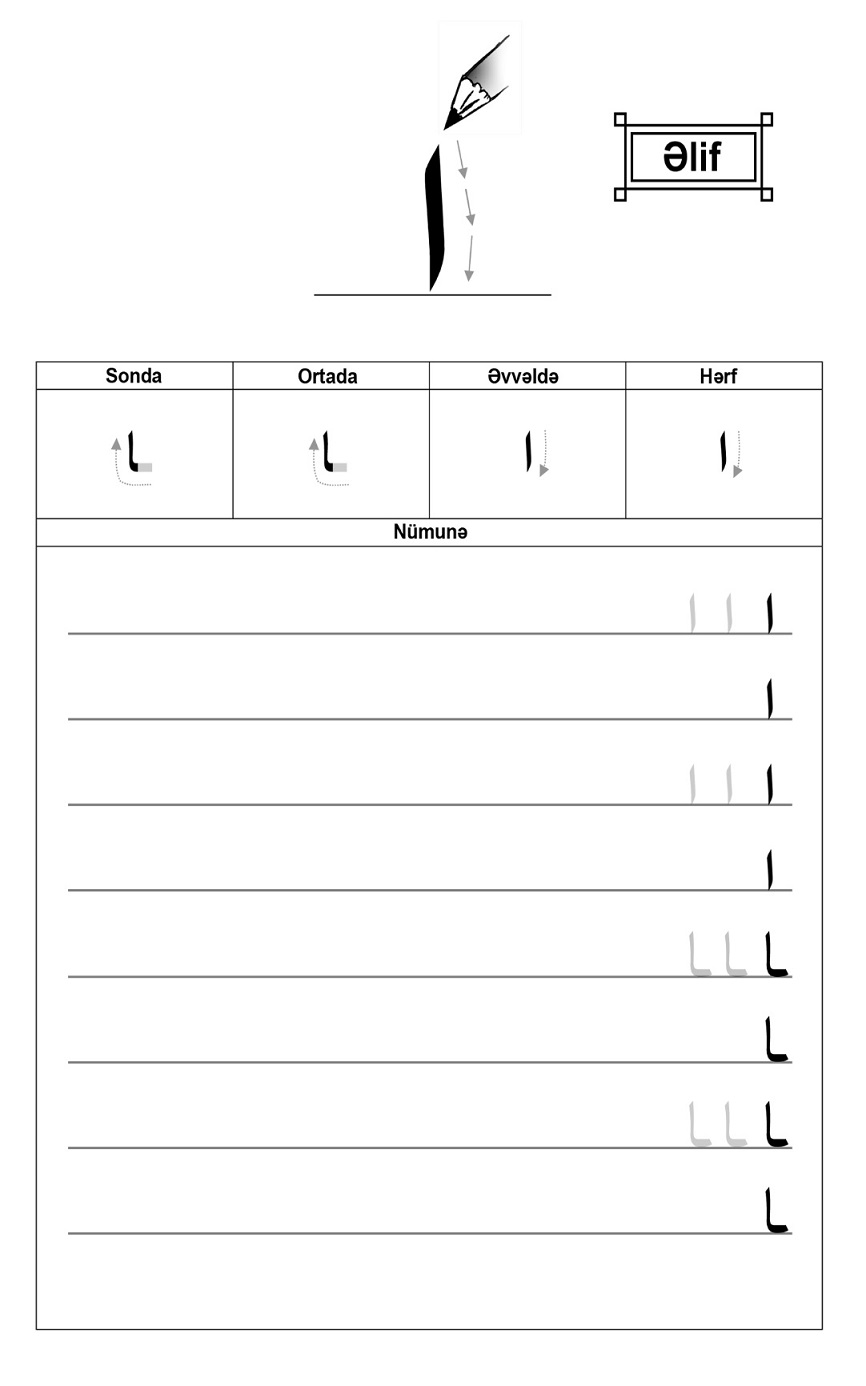 Əlif
Sonda Ortada Əvvəldə Hərf
ـا ـا ا ا
Nümunə
ا ا ا
ا
ا ا ا
ا
ـا ـا ـا
ـا
ـا ـا ـا
ـا